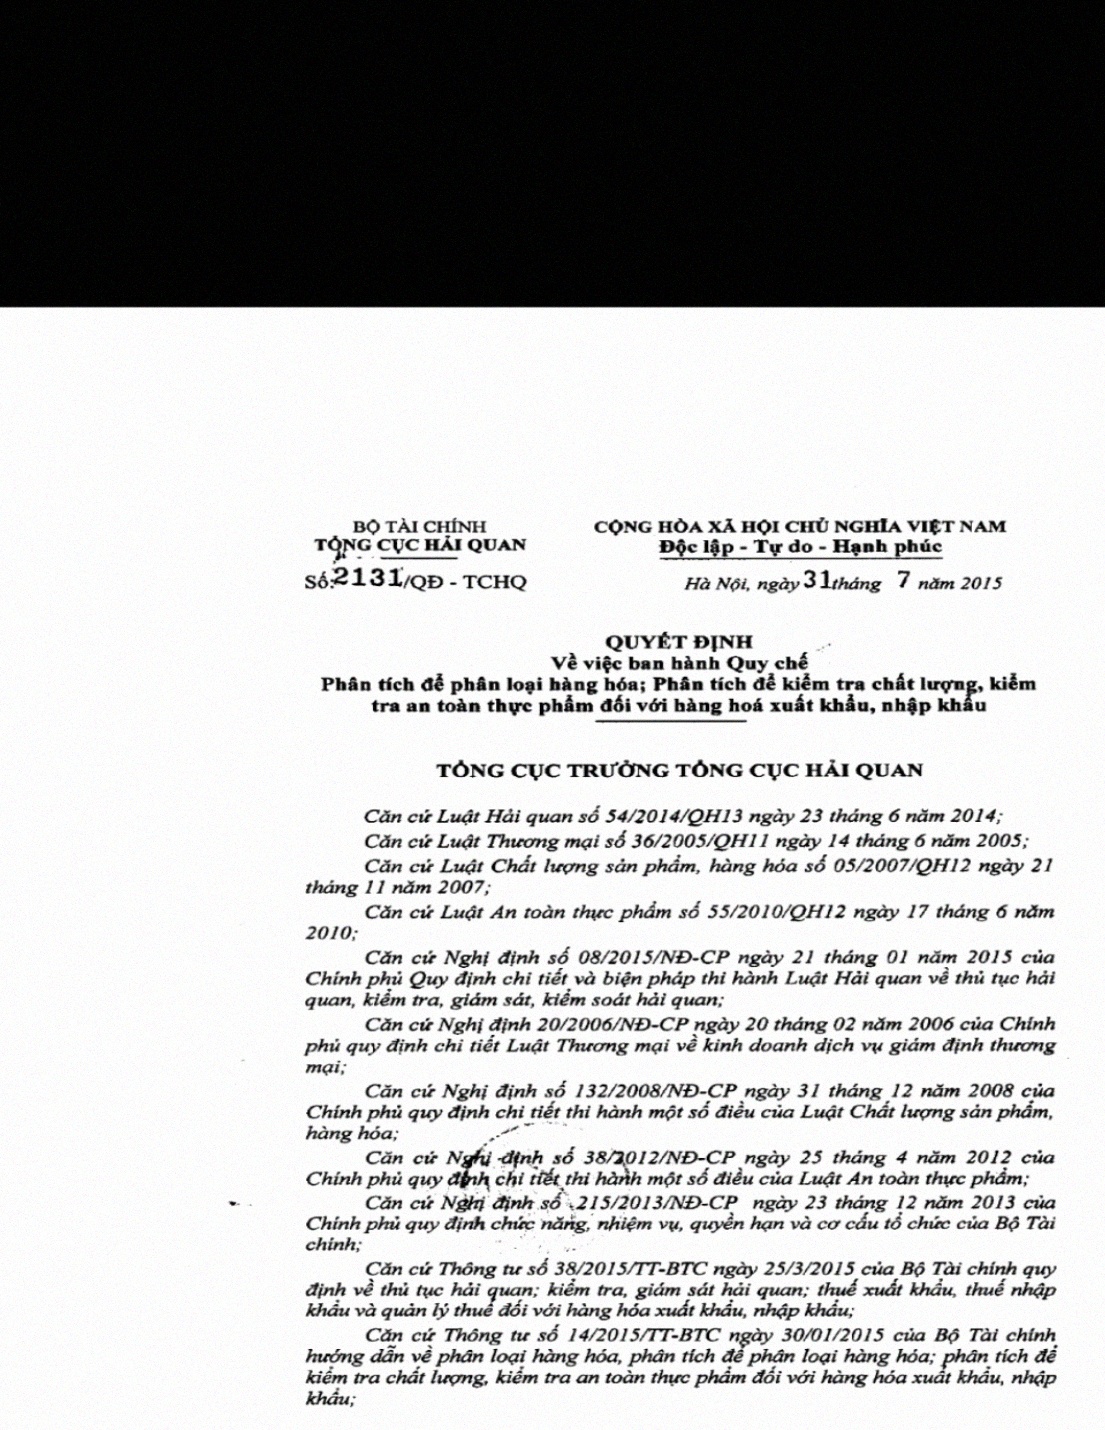 BỘ TÀI CHÍNH
TỔNG CỤC HẢI QUAN
Số:2131/QĐ - TCHQ
CỘNG HÒA XÃ HỘI CHỦ NGHĨA VIỆT NAM
Độc lập - Tự do - Hạnh phúc
Hà Nội, ngày 31 tháng 7 năm 2015
QUYẾT ĐỊNH
Về việc ban hành Quy chế
Phân tích để phân loại hàng hóa; Phân tích để kiểm tra chất lượng, kiểm
tra an toàn thực phẩm đối với hàng hoá xuất khẩu, nhập khẩu
TỔNG CỤC TRƯỞNG TỔNG CỤC HẢI QUAN
Căn cứ Luật Hải quan số 54/2014/QH13 ngày 23 tháng 6 năm 2014;
Căn cứ Luật Thương mại số 36/2005/QH11 ngày 14 tháng 6 năm 2005;
Căn cứ Luật Chất lượng sản phẩm, hàng hóa số 05/2007/QH12 ngày 21
tháng 11 năm 2007;
Căn cứ Luật An toàn thực phẩm số 55/2010/QH12 ngày 17 tháng 6 năm
2010;
Căn cứ Nghị định số 08/2015/NĐ-CP ngày 21 tháng 01 năm 2015 của
Chính phủ Quy định chi tiết và biện pháp thi hành Luật Hải quan về thủ tục hải
quan, kiểm tra, giám sát, kiểm soát hải quan;
Căn cứ Nghị định 20/2006/NĐ-CP ngày 20 tháng 02 năm 2006 của Chính
phủ quy định chi tiết Luật Thương mại về kinh doanh dịch vụ giám định thương
mại;
Căn cứ Nghị định số 132/2008/NĐ-CP ngày 31 tháng 12 năm 2008 của
Chính phủ quy định chi tiết thi hành một số điều của Luật Chất lượng sản phẩm,
hàng hóa;
Căn cứ Nghị định số 38/2012/NĐ-CP ngày 25 tháng 4 năm 2012 của
Chính phủ quy định chi tiết thi hành một số điều của Luật An toàn thực phẩm;
Căn cứ Nghị định số 215/2013/NĐ-CP ngày 23 tháng 12 năm 2013 của
Chính phủ quy định chức năng, nhiệm vụ, quyền hạn và cơ cấu tổ chức của Bộ Tài
chính;
Căn cứ Thông tư số 38/2015/TT-BTC ngày 25/3/2015 của Bộ Tài chính quy
định về thủ tục hải quan; kiểm tra, giám sát hải quan; thuế xuất khẩu, thuế nhập
khẩu và quản lý thuế đối với hàng hóa xuất khẩu, nhập khẩu;
Căn cứ Thông tư số 14/2015/TT-BTC ngày 30/01/2015 của Bộ Tài chính
hướng dẫn về phân loại hàng hóa, phân tích để phân loại hàng hóa; phân tích để
kiểm tra chất lượng, kiểm tra an toàn thực phẩm đối với hàng hóa xuất khẩu, nhập
khẩu;